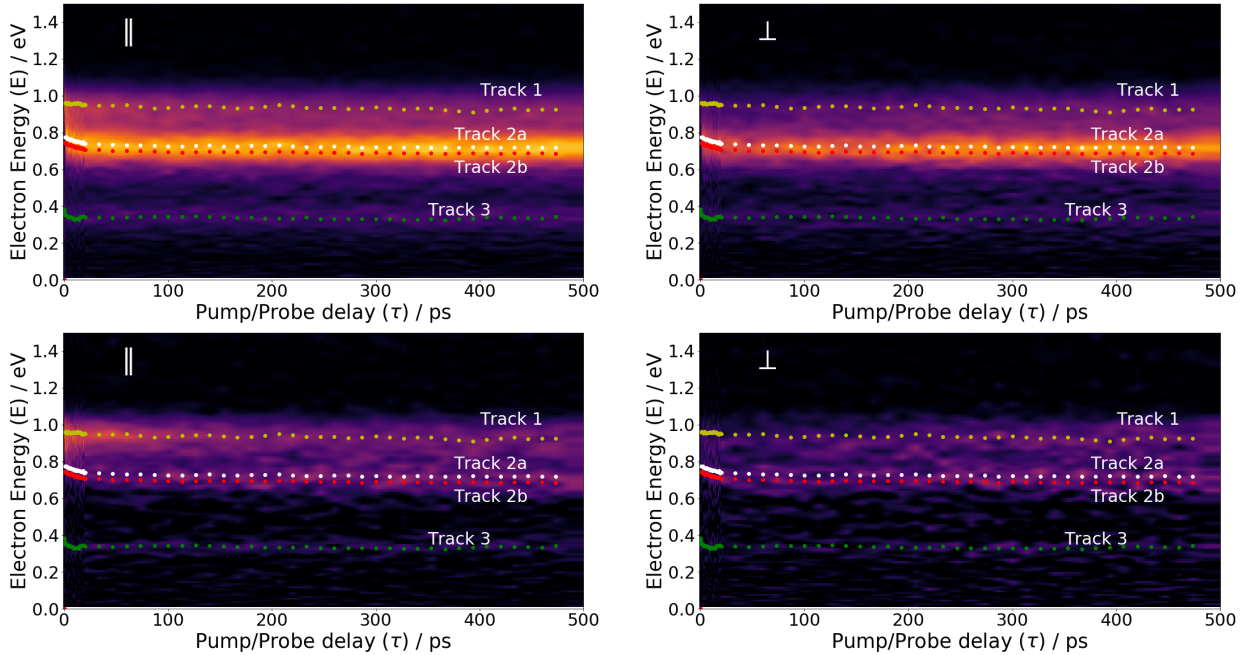 ∥
Track 1
Track 2a
Track 2b
Track 3
Electron Energy (E) / eV
1.4
1.2
1.0
0.8
0.6
0.4
0.2
0.0
0 100 200 300 400 500
Pump/Probe delay (τ) / ps
⊥
Track 1
Track 2a
Track 2b
Track 3
Electron Energy (E) / eV
1.4
1.2
1.0
0.8
0.6
0.4
0.2
0.0
0 100 200 300 400 500
Pump/Probe delay (τ) / ps
∥
Track 1
Track 2a
Track 2b
Track 3
Electron Energy (E) / eV
1.4
1.2
1.0
0.8
0.6
0.4
0.2
0.0
0 100 200 300 400 500
Pump/Probe delay (τ) / ps
⊥
Track 1
Track 2a
Track 2b
Track 3
Electron Energy (E) / eV
1.4
1.2
1.0
0.8
0.6
0.4
0.2
0.0
0 100 200 300 400 500
Pump/Probe delay (τ) / ps